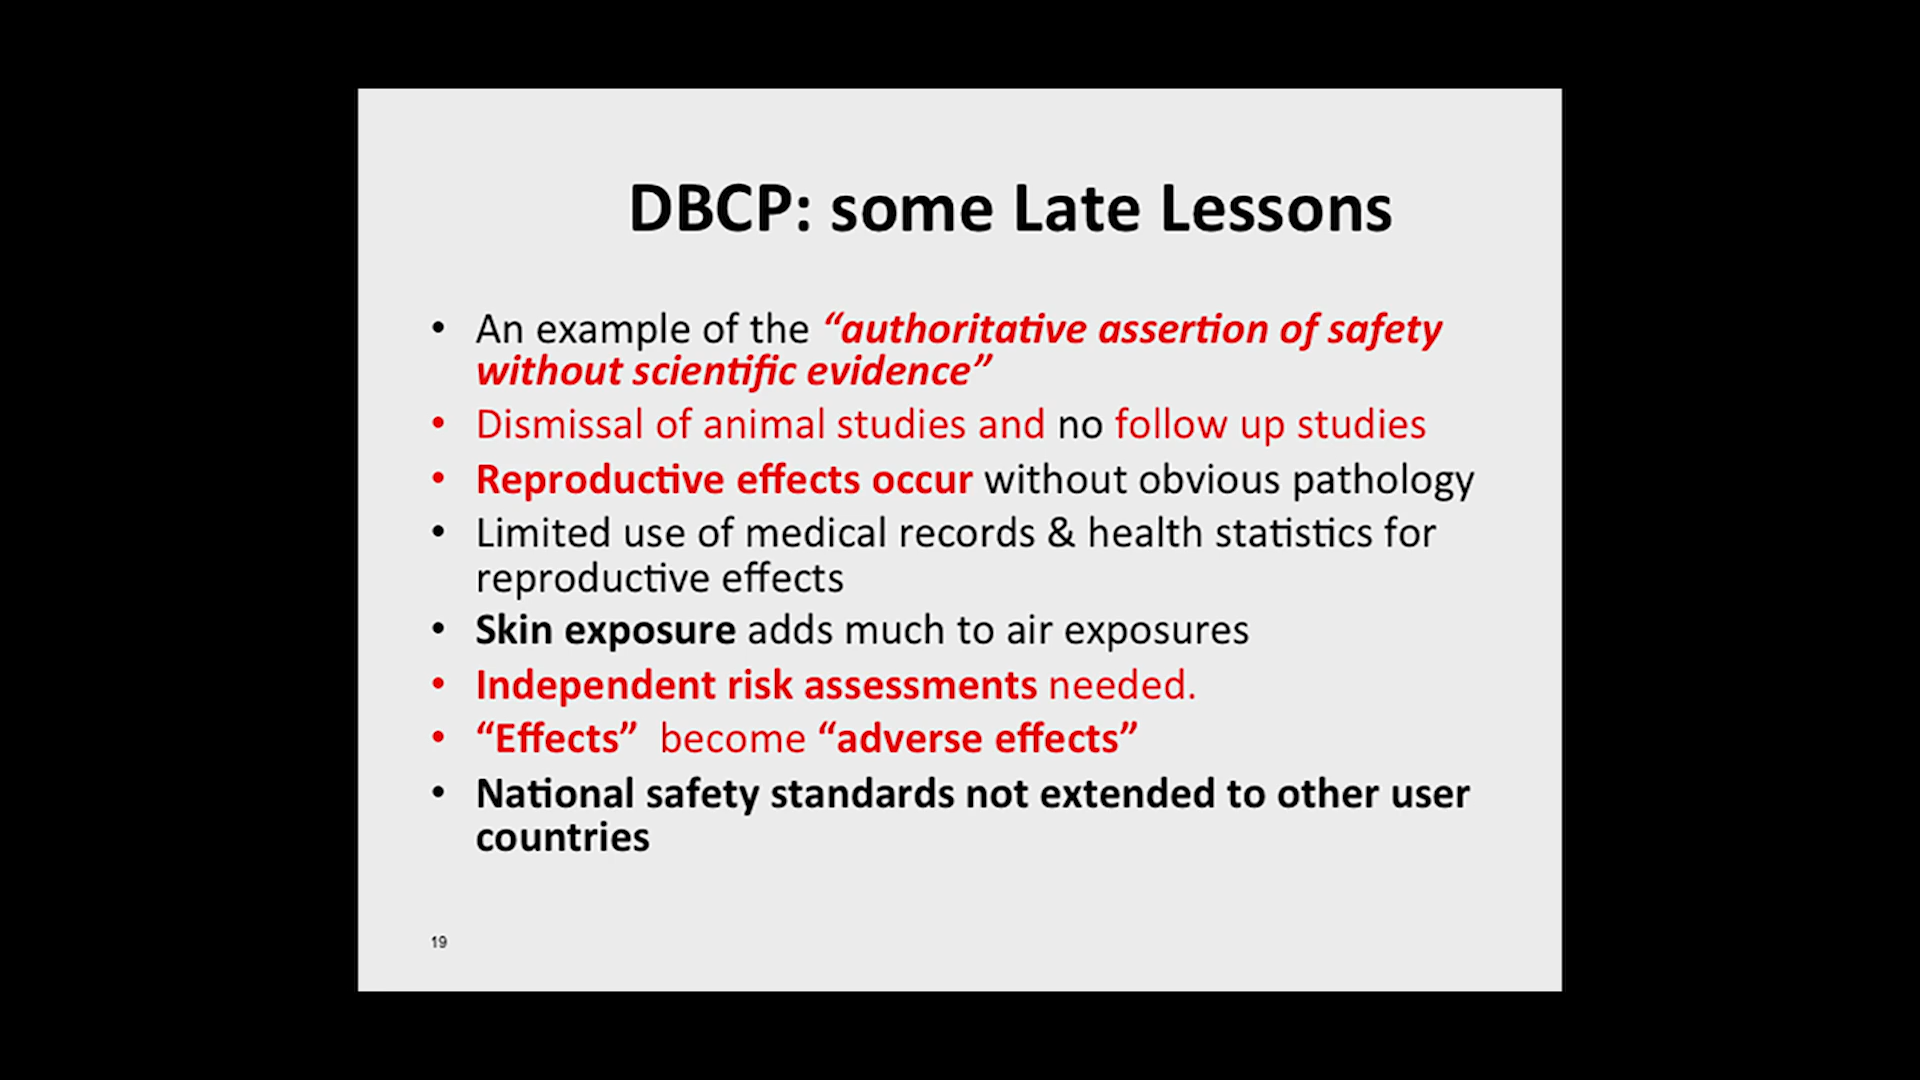 DBCP: some Late Lessons
• An example of the “authoritative assertion of safety
without scientific evidence”
• Dismissal of animal studies and no follow up studies
• Reproductive effects occur without obvious pathology
• Limited use of medical records & health statistics for
reproductive effects
• Skin exposure adds much to air exposures
• Independent risk assessments needed.
• “Effects” become “adverse effects”
• National safety standards not extended to other user
countries
19